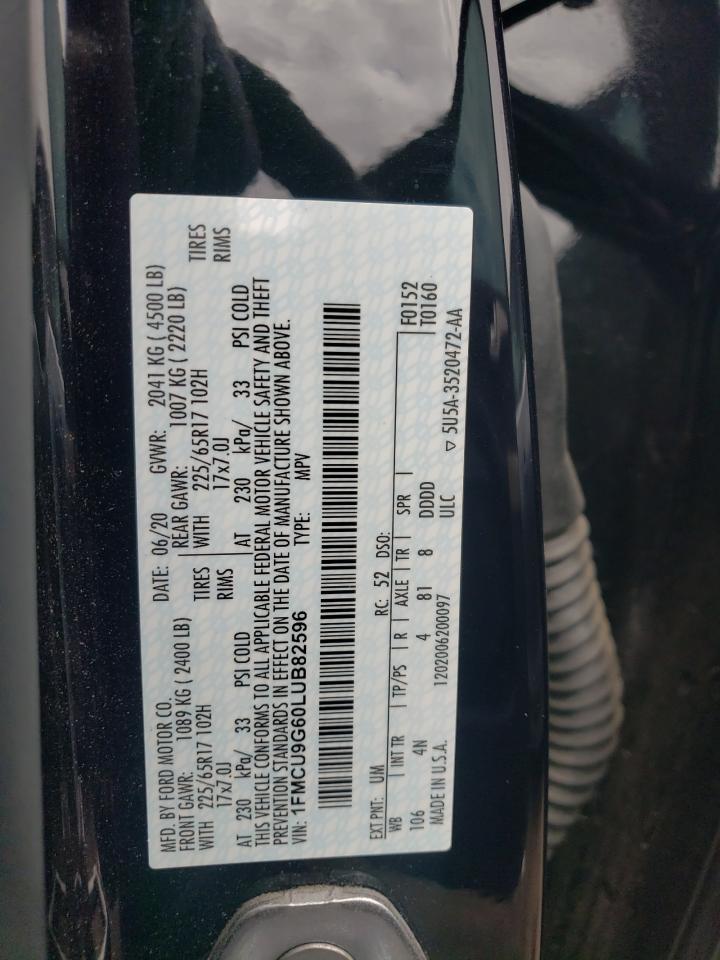 MFD. BY FORD MOTOR CO. DATE: 06/20 GVWR: 2041 KG ( 4500 LB)
FRONT GAWR: 1089 KG ( 2400 LB) REAR GAWR: 1007 KG ( 2220 LB)
WITH 225/65R17 102H TIRES WITH 225/65R17 102H TIRES
17x7.0J RIMS 17x7.0J RIMS
AT 230 kPa/ 33 PSI COLD AT 230 kPa/ 33 PSI COLD
THIS VEHICLE CONFORMS TO ALL APPLICABLE FEDERAL MOTOR VEHICLE SAFETY AND THEFT
PREVENTION STANDARDS IN EFFECT ON THE DATE OF MANUFACTURE SHOWN ABOVE.
VIN: 1FMCU9G60LUB82596 TYPE: MPV
EXT PNT: UM RC: 52 DSO: F0152
WB INT TR TP/PS R AXLE TR SPR T0160
106 4N 4 81 8 DDDD
MADE IN U.S.A. 1202006200097 ULC ▽ 5U5A-3520472-AA